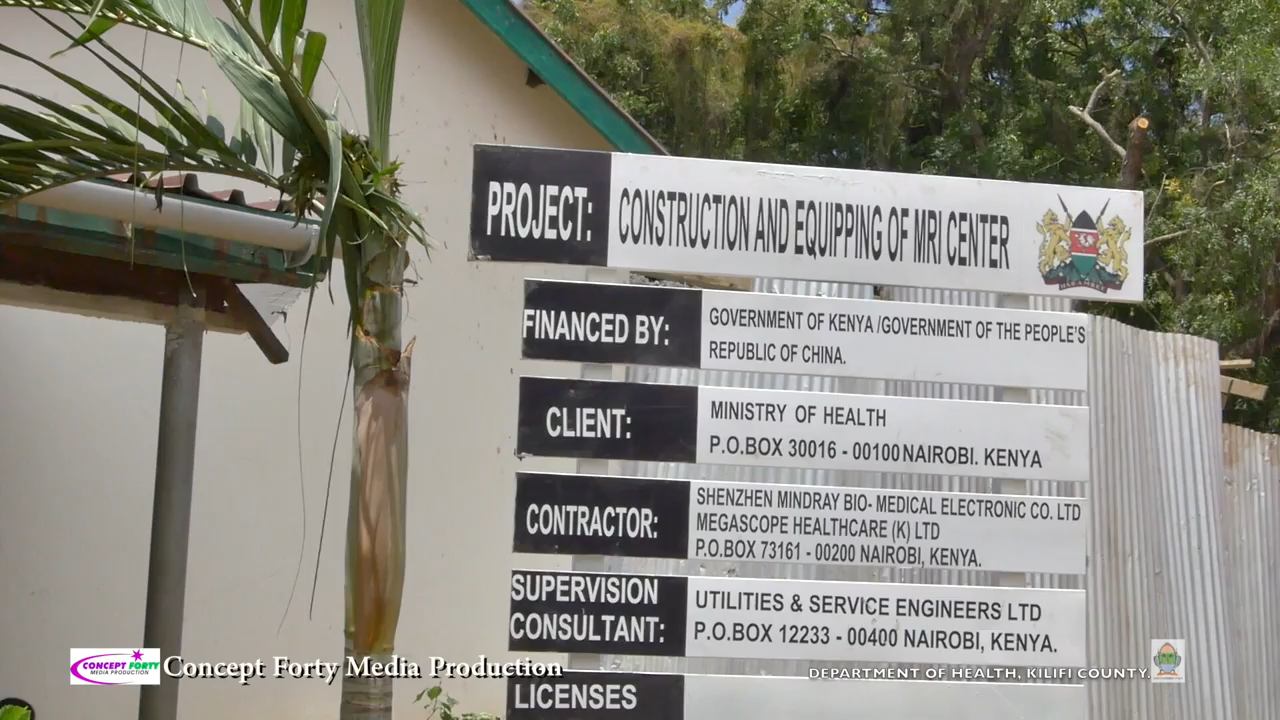 PROJECT: CONSTRUCTION AND EQUIPPING OF MRI CENTER
HARAMBEE
FINANCED BY: GOVERNMENT OF KENYA /GOVERNMENT OF THE PEOPLE'S
REPUBLIC OF CHINA.
CLIENT: MINISTRY OF HEALTH
P.O.BOX 30016 - 00100 NAIROBI. KENYA
CONTRACTOR: SHENZHEN MINDRAY BIO- MEDICAL ELECTRONIC CO. LTD
MEGASCOPE HEALTHCARE (K) LTD
P.O.BOX 73161 - 00200 NAIROBI, KENYA.
SUPERVISION
CONSULTANT:
UTILITIES & SERVICE ENGINEERS LTD
P.O.BOX 12233 - 00400 NAIROBI, KENYA.
LICENSES
CONCEPT FORTY
MEDIA PRODUCTION
Concept Forty Media Production
DEPARTMENT OF HEALTH, KILIFI COUNTY.